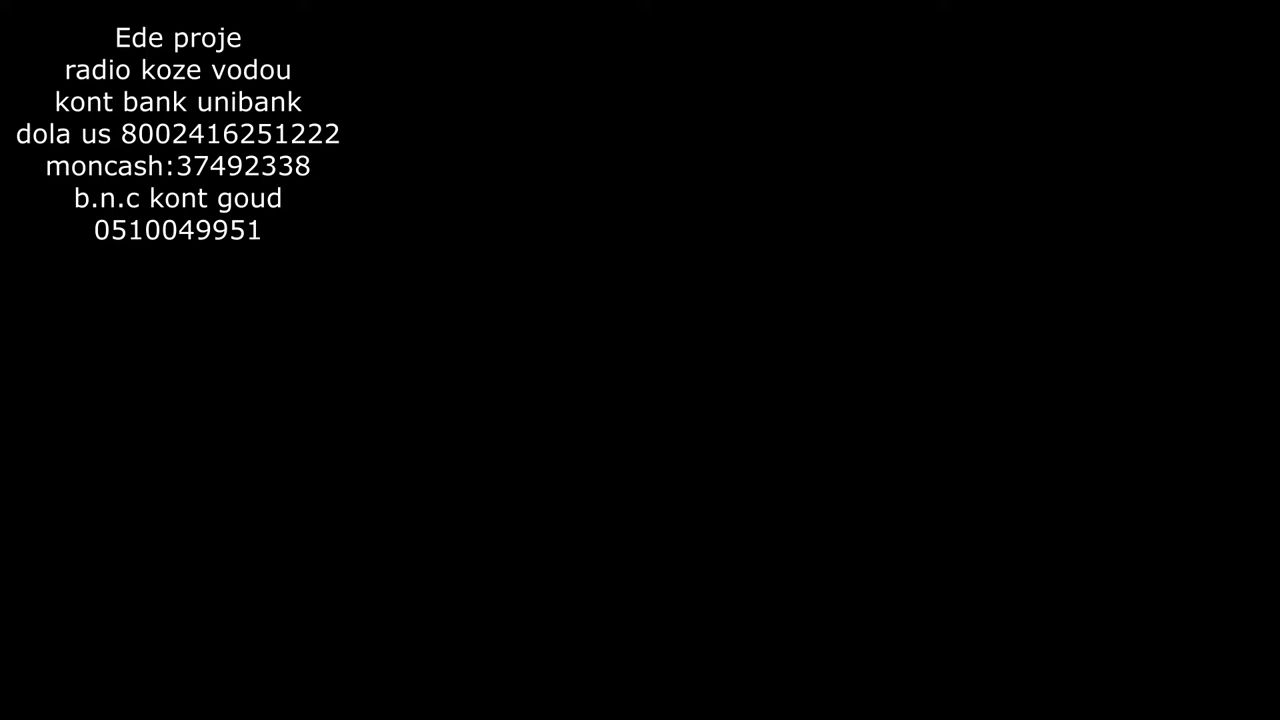 Ede proje
radio koze vodou
kont bank unibank
dola us 8002416251222
moncash:37492338
b.n.c kont goud
0510049951